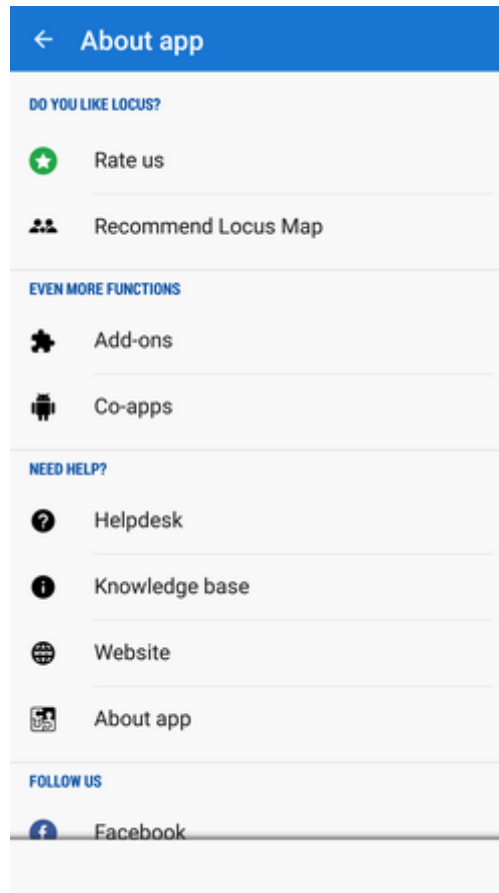 About app
DO YOU LIKE LOCUS?
Rate us
Recommend Locus Map
EVEN MORE FUNCTIONS
Add-ons
Co-apps
NEED HELP?
Helpdesk
Knowledge base
Website
About app
FOLLOW US
Facebook